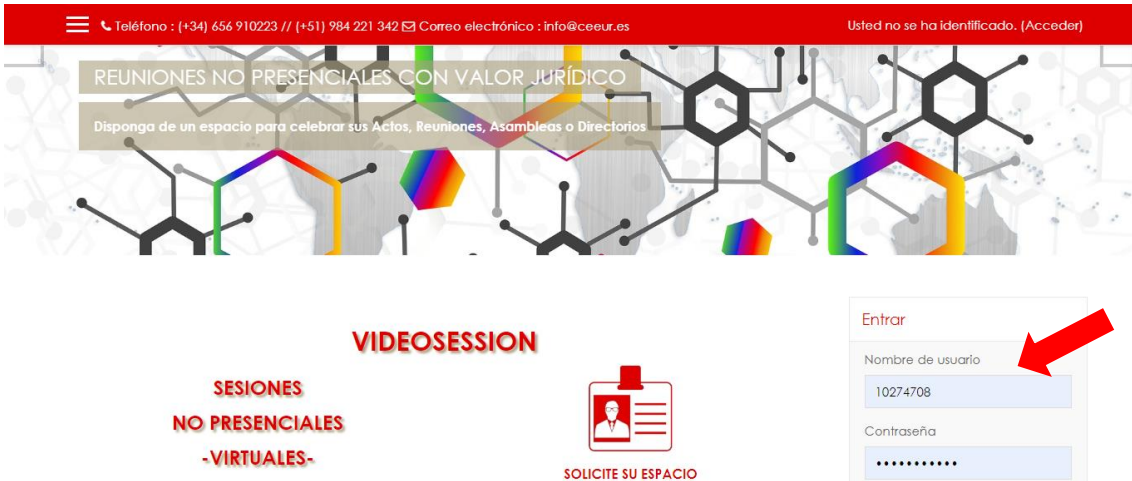 Teléfono : (+34) 656 910223 // (+51) 984 221 342 Correo electrónico : info@ceeur.es
Usted no se ha identificado. (Acceder)
REUNIONES NO PRESENCIALES CON VALOR JURÍDICO
Disponga de un espacio para celebrar sus Actos, Reuniones, Asambleas o Directorios
VIDEOSESSION
SESIONES
NO PRESENCIALES
-VIRTUALES-
SOLICITE SU ESPACIO
Entrar
Nombre de usuario
10274708
Contraseña
•••••••••••